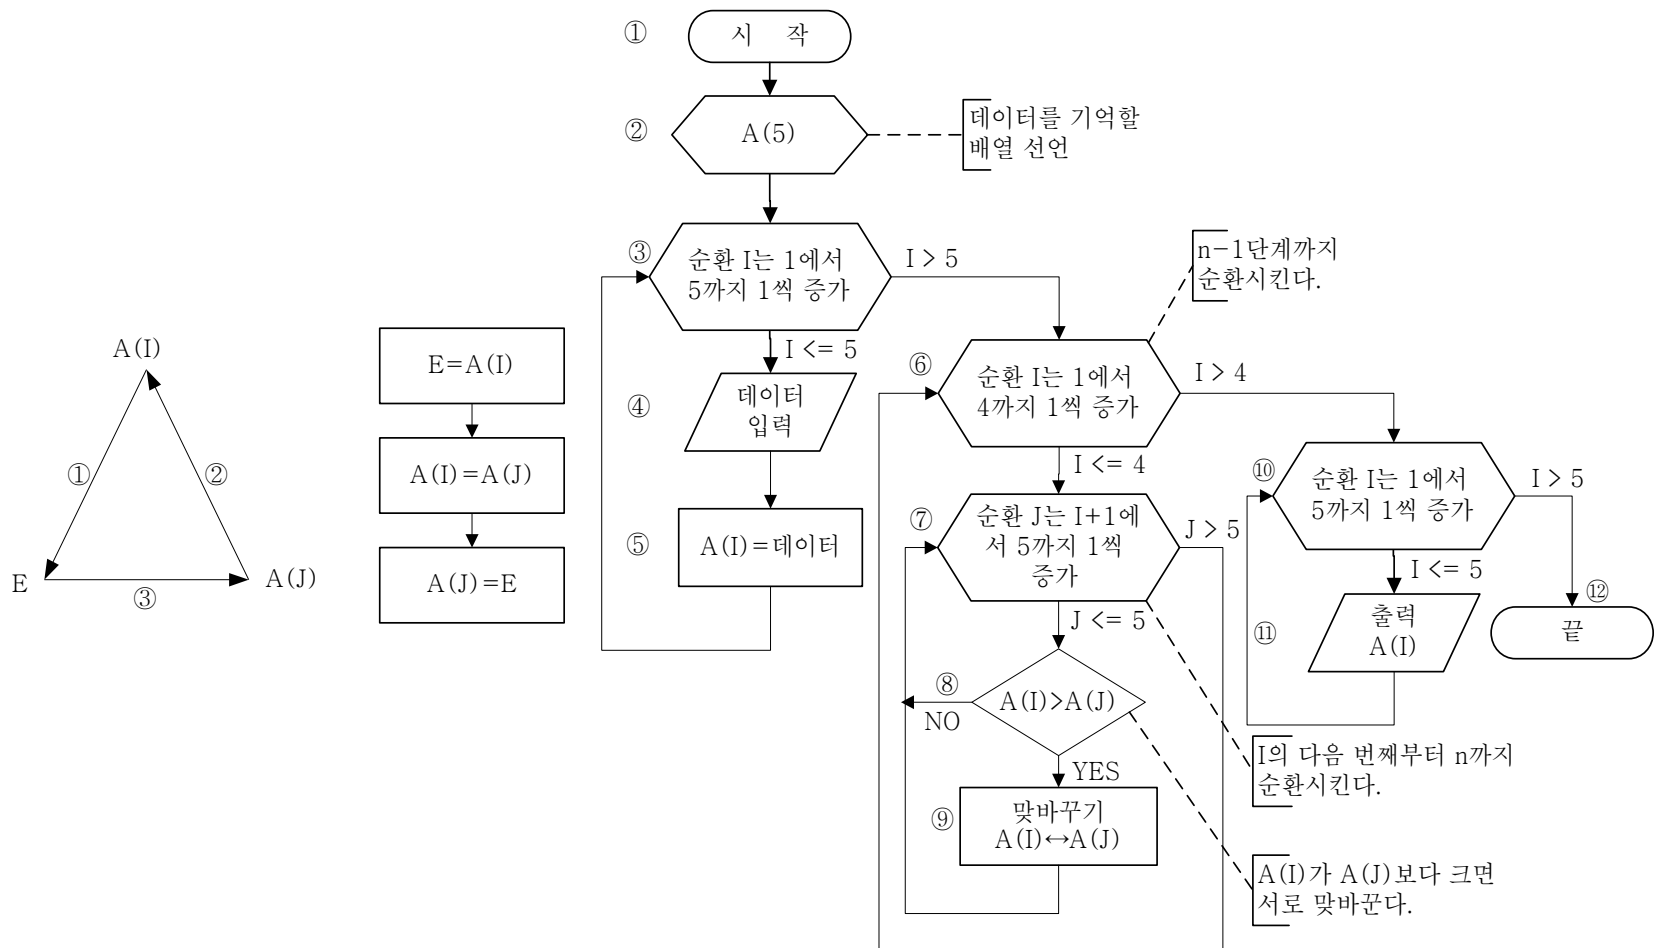 ①
시 작
②
A(5)
데이터를 기억할
배열 선언
③
순환 I는 1에서
5까지 1씩 증가
I > 5
n-1단계까지
순환시킨다.
I <= 5
④
데이터
입력
⑤
A(I)=데이터
A(I)
①
②
E
③
A(J)
E=A(I)
A(I)=A(J)
A(J)=E
⑥
순환 I는 1에서
4까지 1씩 증가
I > 4
I <= 4
⑦
순환 J는 I+1에
서 5까지 1씩
증가
J > 5
J <= 5
⑧
A(I)>A(J)
NO
YES
⑨
맞바꾸기
A(I)↔A(J)
I의 다음 번째부터 n까지
순환시킨다.
A(I)가 A(J)보다 크면
서로 맞바꾼다.
⑩
순환 I는 1에서
5까지 1씩 증가
I > 5
I <= 5
⑪
출력
A(I)
⑫
끝